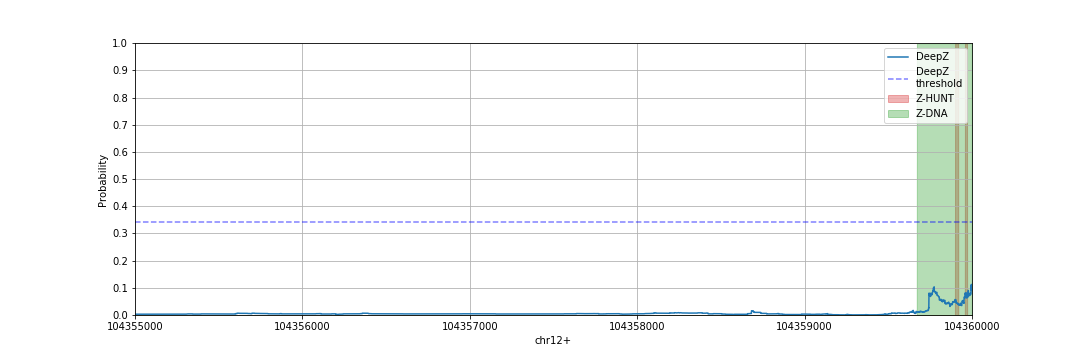 1.0
0.9
0.8
0.7
0.6
0.5
0.4
0.3
0.2
0.1
0.0
Probability
104355000
104356000
104357000
104358000
104359000
104360000
chr12+
DeepZ
DeepZ
threshold
Z-HUNT
Z-DNA